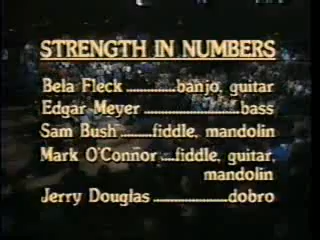 STRENGTH IN NUMBERS
Bela Fleck ............banjo, guitar
Edgar Meyer ........................bass
Sam Bush ........fiddle, mandolin
Mark O'Connor ....fiddle, guitar,
mandolin
Jerry Douglas ...................dobro